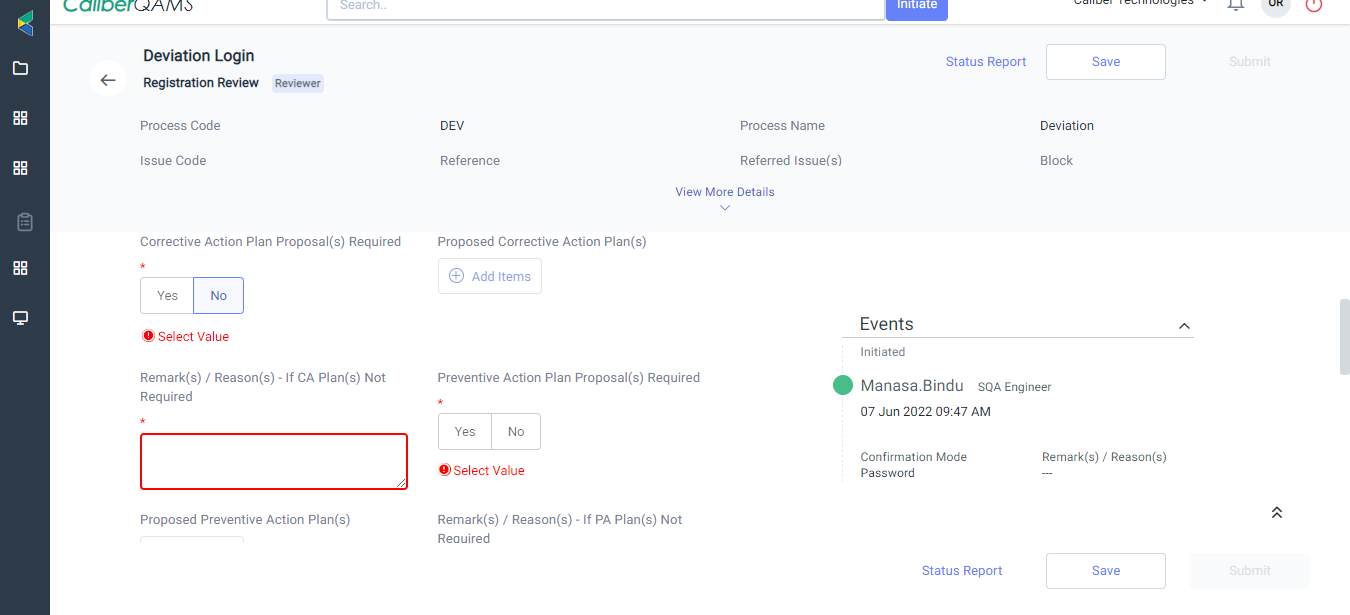 CaliberQAMS
Search..
Initiate
Caliber Technologies
OR
Deviation Login
Registration Review Reviewer
Status Report
Save
Submit
Process Code
DEV
Process Name
Deviation
Issue Code
Reference
Referred Issue(s)
Block
View More Details
Corrective Action Plan Proposal(s) Required
*
Yes No
Select Value
Proposed Corrective Action Plan(s)
Add Items
Remark(s) / Reason(s) - If CA Plan(s) Not
Required
*
Preventive Action Plan Proposal(s) Required
*
Yes No
Select Value
Proposed Preventive Action Plan(s)
Remark(s) / Reason(s) - If PA Plan(s) Not
Required
Events
Initiated
Manasa.Bindu SQA Engineer
07 Jun 2022 09:47 AM
Confirmation Mode
Password
Remark(s) / Reason(s)
---
Status Report
Save
Submit